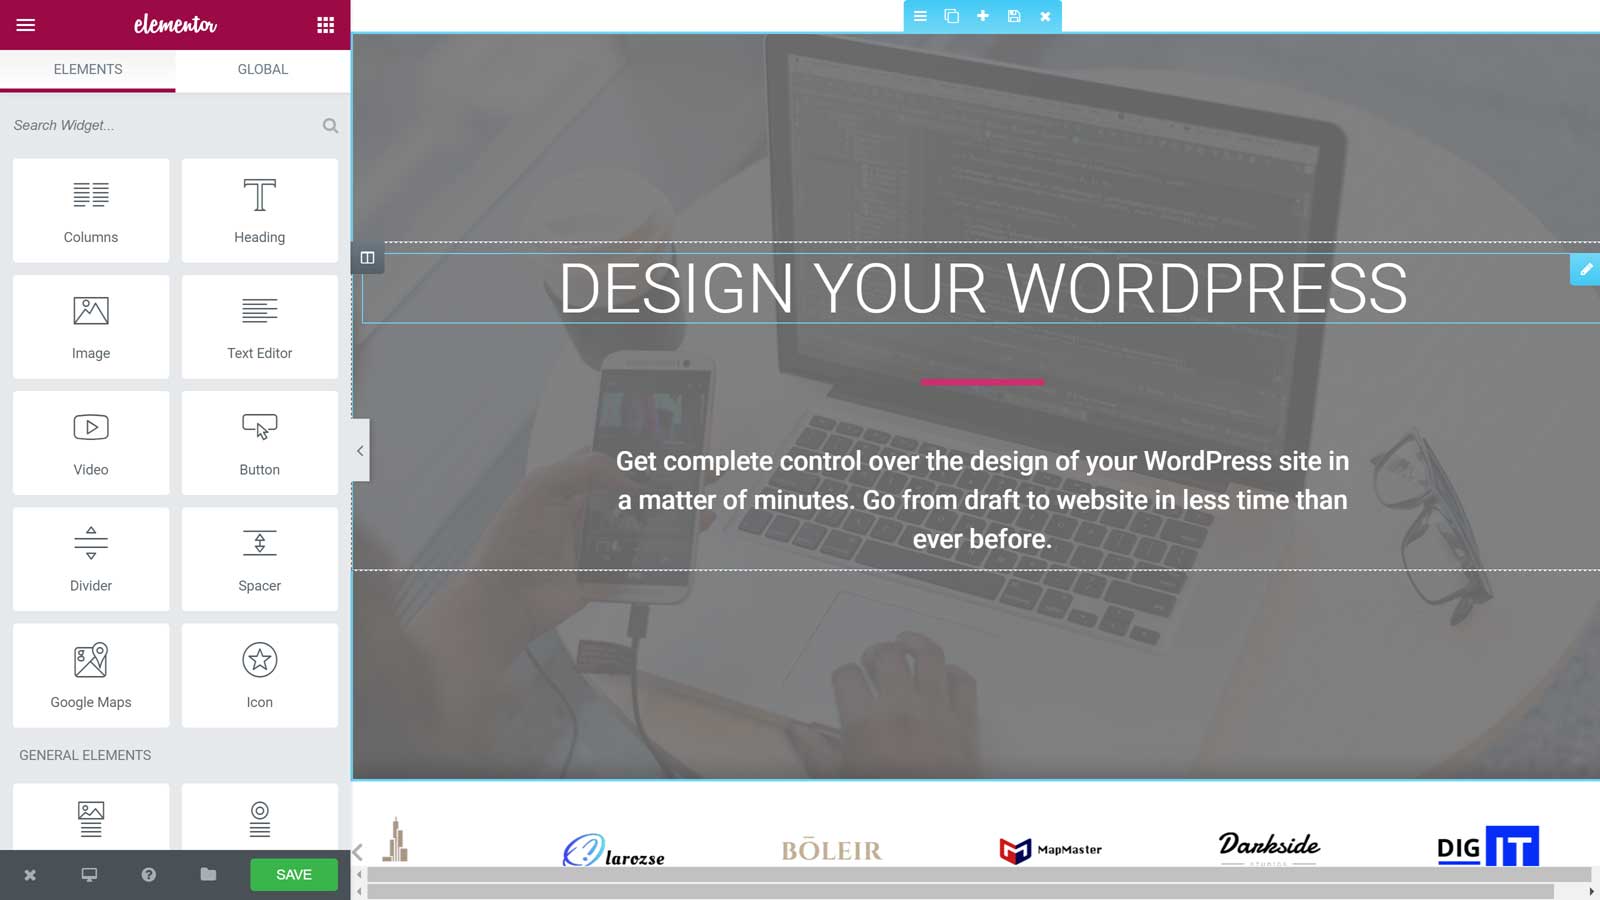 elementor
ELEMENTS
GLOBAL
Search Widget...
Columns
Heading
Image
Text Editor
Video
Button
Divider
Spacer
Google Maps
Icon
GENERAL ELEMENTS
SAVE
DESIGN YOUR WORDPRESS
Get complete control over the design of your WordPress site in
a matter of minutes. Go from draft to website in less time than
ever before.
larozse
BŌLEIR
MapMaster
Darkside
DIG IT